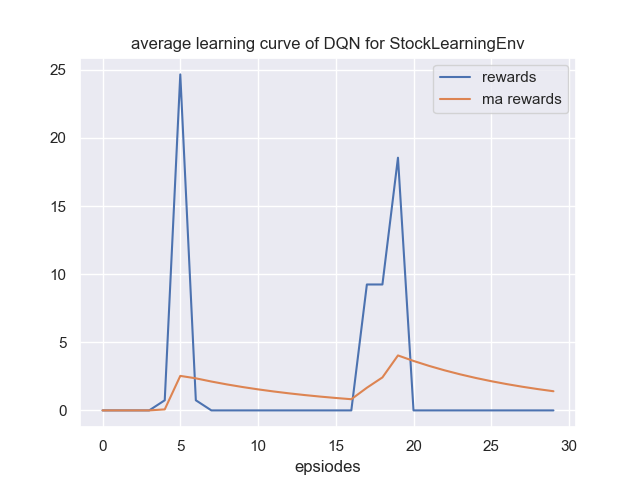 average learning curve of DQN for StockLearningEnv
rewards
ma rewards
25
20
15
10
5
0
0 5 10 15 20 25 30
epsiodes